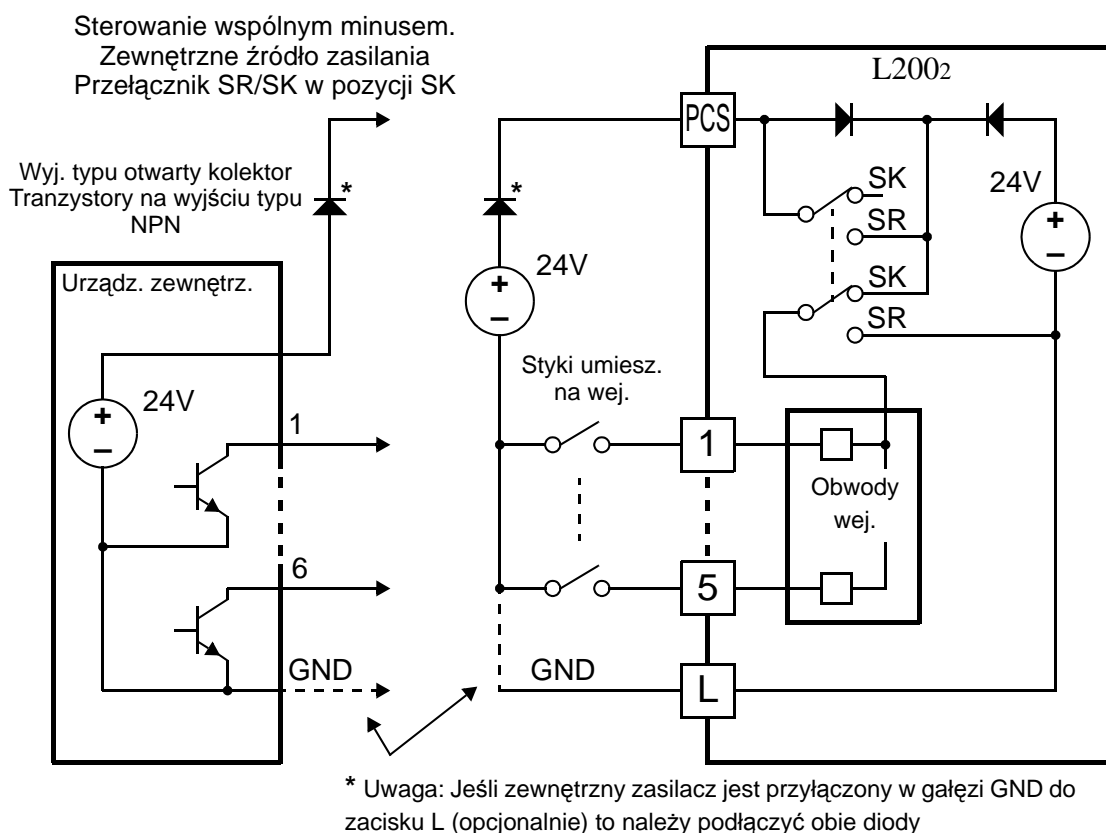 Sterowanie wspólnym minusem.
Zewnętrzne źródło zasilania
Przełącznik SR/SK w pozycji SK
L2002
PCS
Wyj. typu otwarty kolektor
Tranzystory na wyjściu typu
NPN
*
*
SK
SR
SK
SR
24V
+
–
24V
+
–
Urządz. zewnętrz.
24V
+
–
1
6
GND
Styki umiesz.
na wej.
1
5
Obwody
wej.
GND
L
* Uwaga: Jeśli zewnętrzny zasilacz jest przyłączony w gałęzi GND do
zacisku L (opcjonalnie) to należy podłączyć obie diody